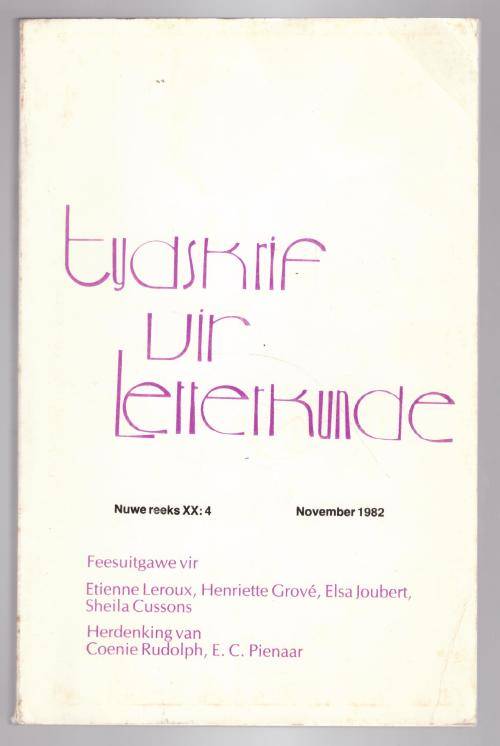 tydskrif
vir
Letterkunde
Nuwe reeks XX: 4 November 1982
Feesuitgawe vir
Etienne Leroux, Henriette Grové, Elsa Joubert,
Sheila Cussons
Herdenking van
Coenie Rudolph, E. C. Pienaar